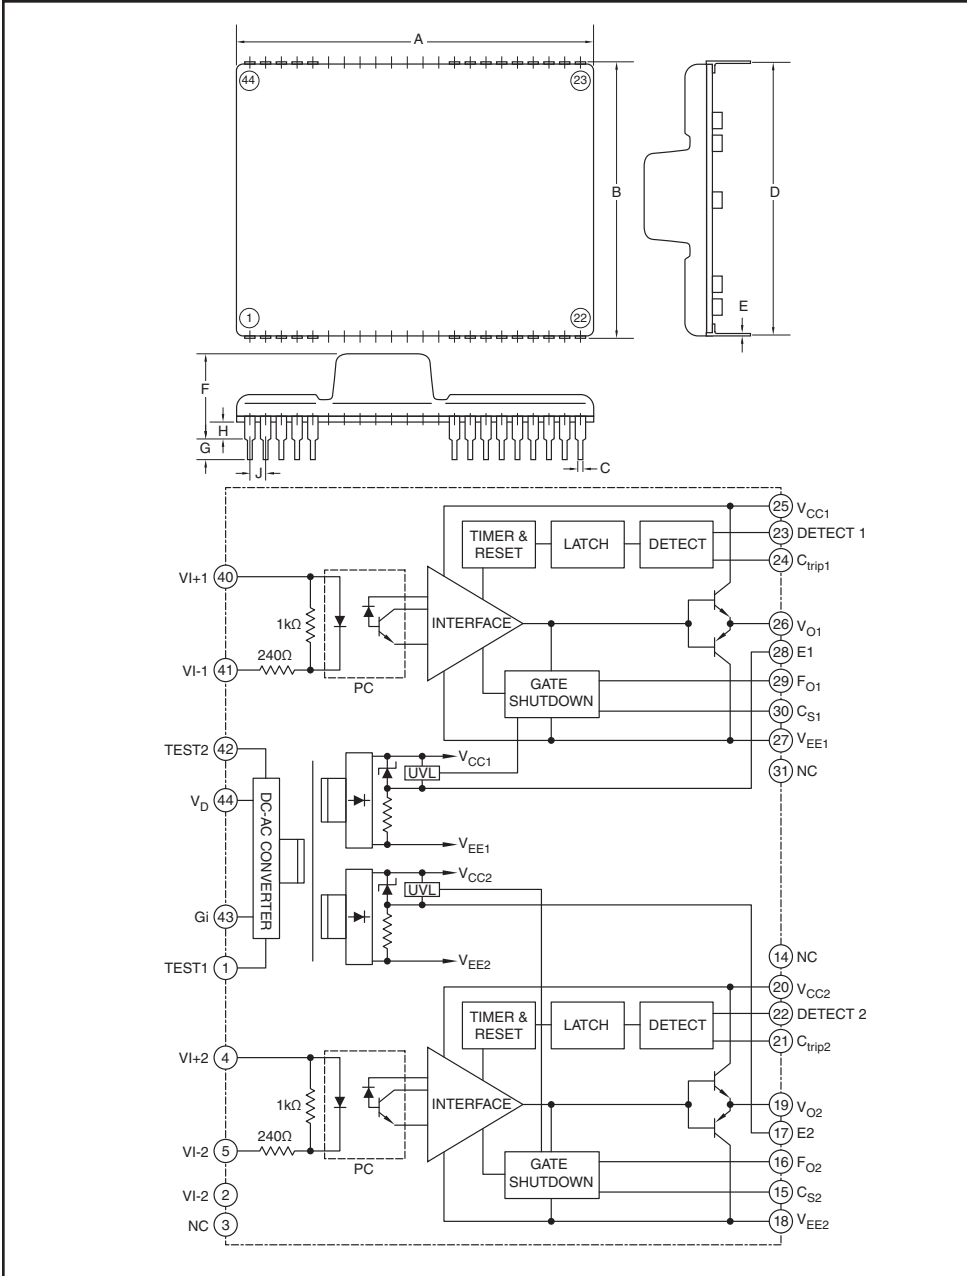 A
44
23
B
D
1
22
E
F
H
G
J
C
25 VCC1
TIMER & RESET
LATCH
DETECT
23 DETECT 1
24 Ctrip1
VI+1 40
1kΩ
INTERFACE
26 VO1
240Ω
28 E1
VI-1 41
PC
GATE SHUTDOWN
29 FO1
30 CS1
27 VEE1
TEST2 42
VCC1
UVL
31 NC
VD 44
DC-AC CONVERTER
VEE1
VCC2
UVL
Gi 43
14 NC
TEST1 1
VEE2
20 VCC2
TIMER & RESET
LATCH
DETECT
22 DETECT 2
21 Ctrip2
VI+2 4
1kΩ
INTERFACE
19 VO2
240Ω
17 E2
VI-2 5
PC
GATE SHUTDOWN
16 FO2
15 CS2
VI-2 2
NC 3
18 VEE2